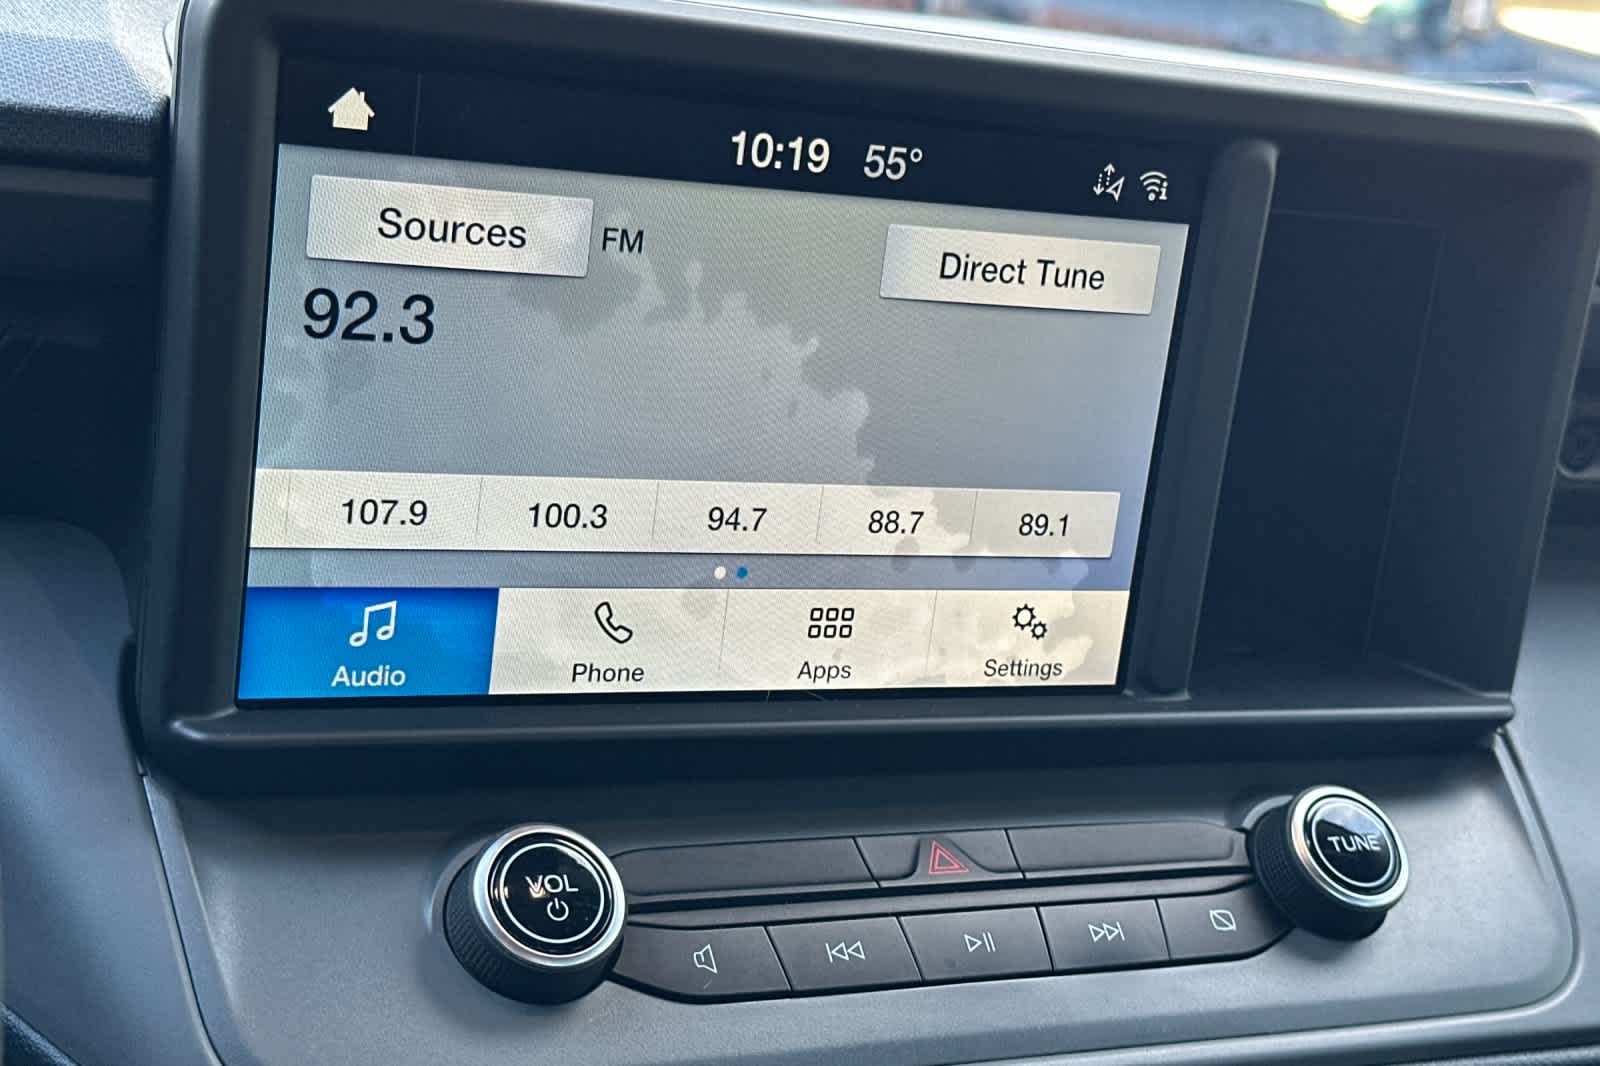 10:19 55°
Sources FM Direct Tune
92.3
107.9 100.3 94.7 88.7 89.1
Audio Phone Apps Settings
VOL TUNE